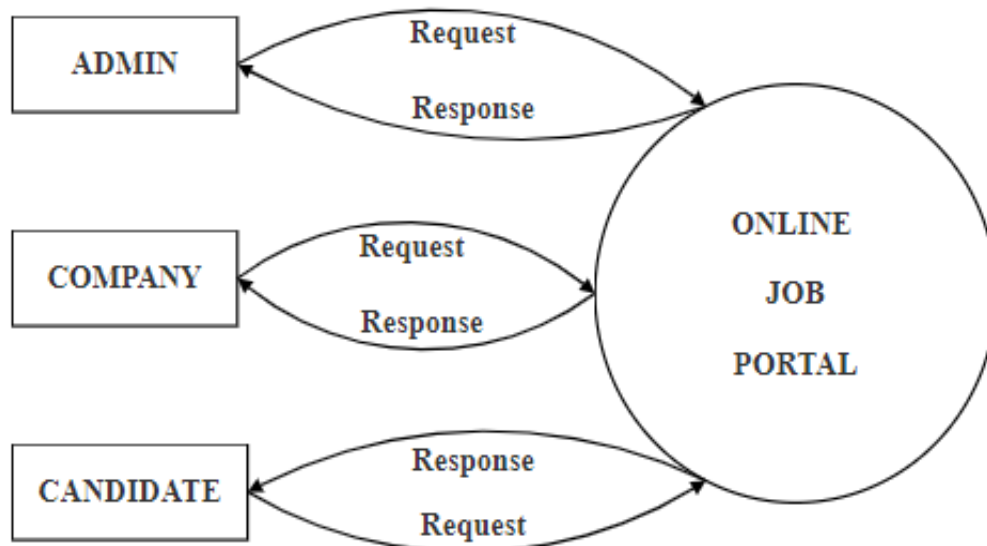 ADMIN
Request
Response
COMPANY
Request
Response
ONLINE
JOB
PORTAL
CANDIDATE
Response
Request